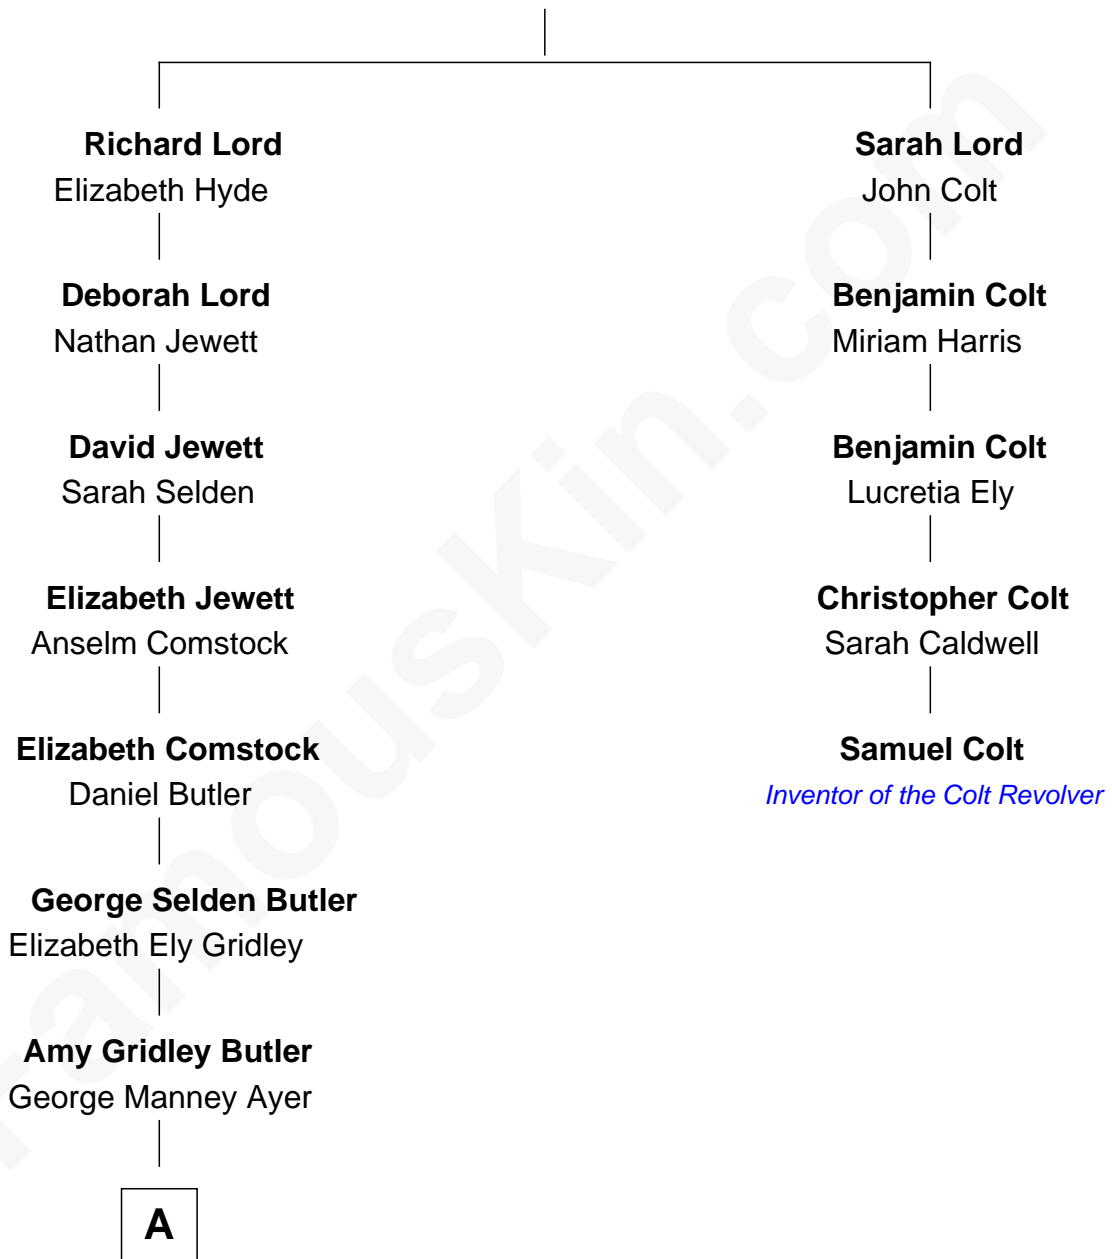 Richard Lord
Elizabeth Hyde
Deborah Lord
Nathan Jewett
David Jewett
Sarah Selden
Elizabeth Jewett
Anselm Comstock
Elizabeth Comstock
Daniel Butler
George Selden Butler
Elizabeth Ely Gridley
Amy Gridley Butler
George Manney Ayer
A
Sarah Lord
John Colt
Benjamin Colt
Miriam Harris
Benjamin Colt
Lucretia Ely
Christopher Colt
Sarah Caldwell
Samuel Colt
Inventor of the Colt Revolver
FamousKin.com